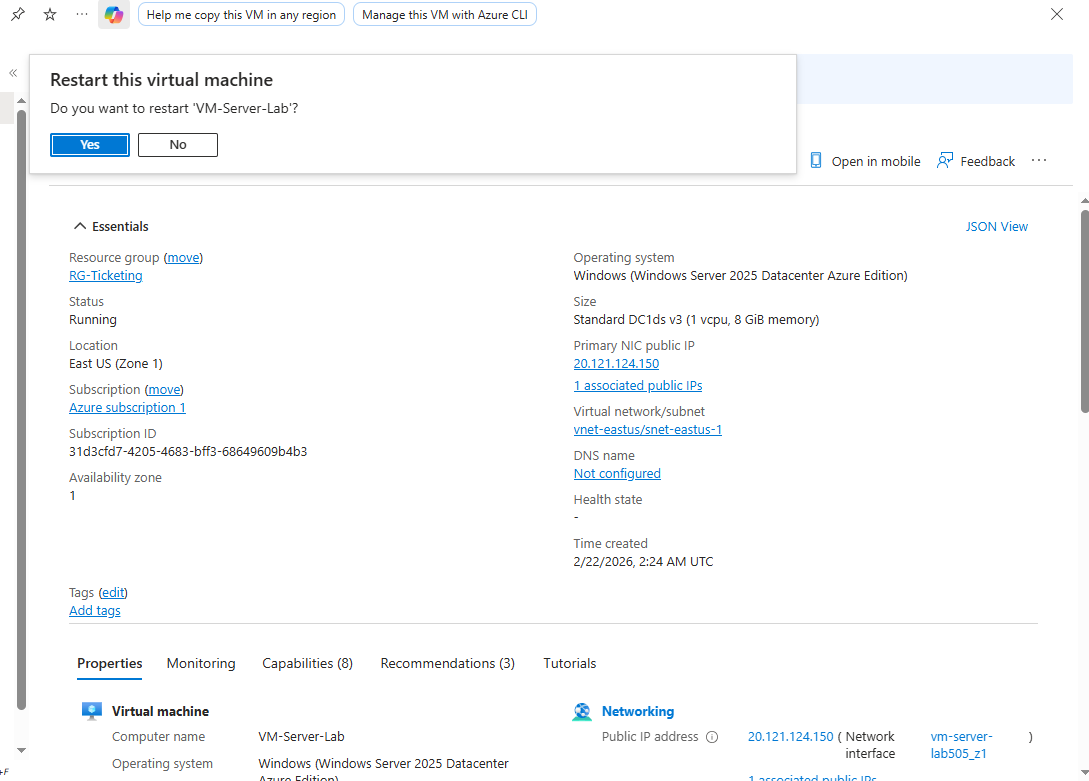 Help me copy this VM in any region
Manage this VM with Azure CLI
Restart this virtual machine
Do you want to restart 'VM-Server-Lab'?
Yes
No
Open in mobile
Feedback
Essentials
JSON View
Resource group (move)
RG-Ticketing
Status
Running
Location
East US (Zone 1)
Subscription (move)
Azure subscription 1
Subscription ID
31d3cfd7-4205-4683-bff3-68649609b4b3
Availability zone
1
Operating system
Windows (Windows Server 2025 Datacenter Azure Edition)
Size
Standard DC1ds v3 (1 vcpu, 8 GiB memory)
Primary NIC public IP
20.121.124.150
1 associated public IPs
Virtual network/subnet
vnet-eastus/snet-eastus-1
DNS name
Not configured
Health state
-
Time created
2/22/2026, 2:24 AM UTC
Tags (edit)
Add tags
Properties
Monitoring
Capabilities (8)
Recommendations (3)
Tutorials
Virtual machine
Computer name
VM-Server-Lab
Operating system
Windows (Windows Server 2025 Datacenter
Azure Edition)
Networking
Public IP address
20.121.124.150 ( Network
interface
vm-server-
lab505_z1
)
1 associated public IPs